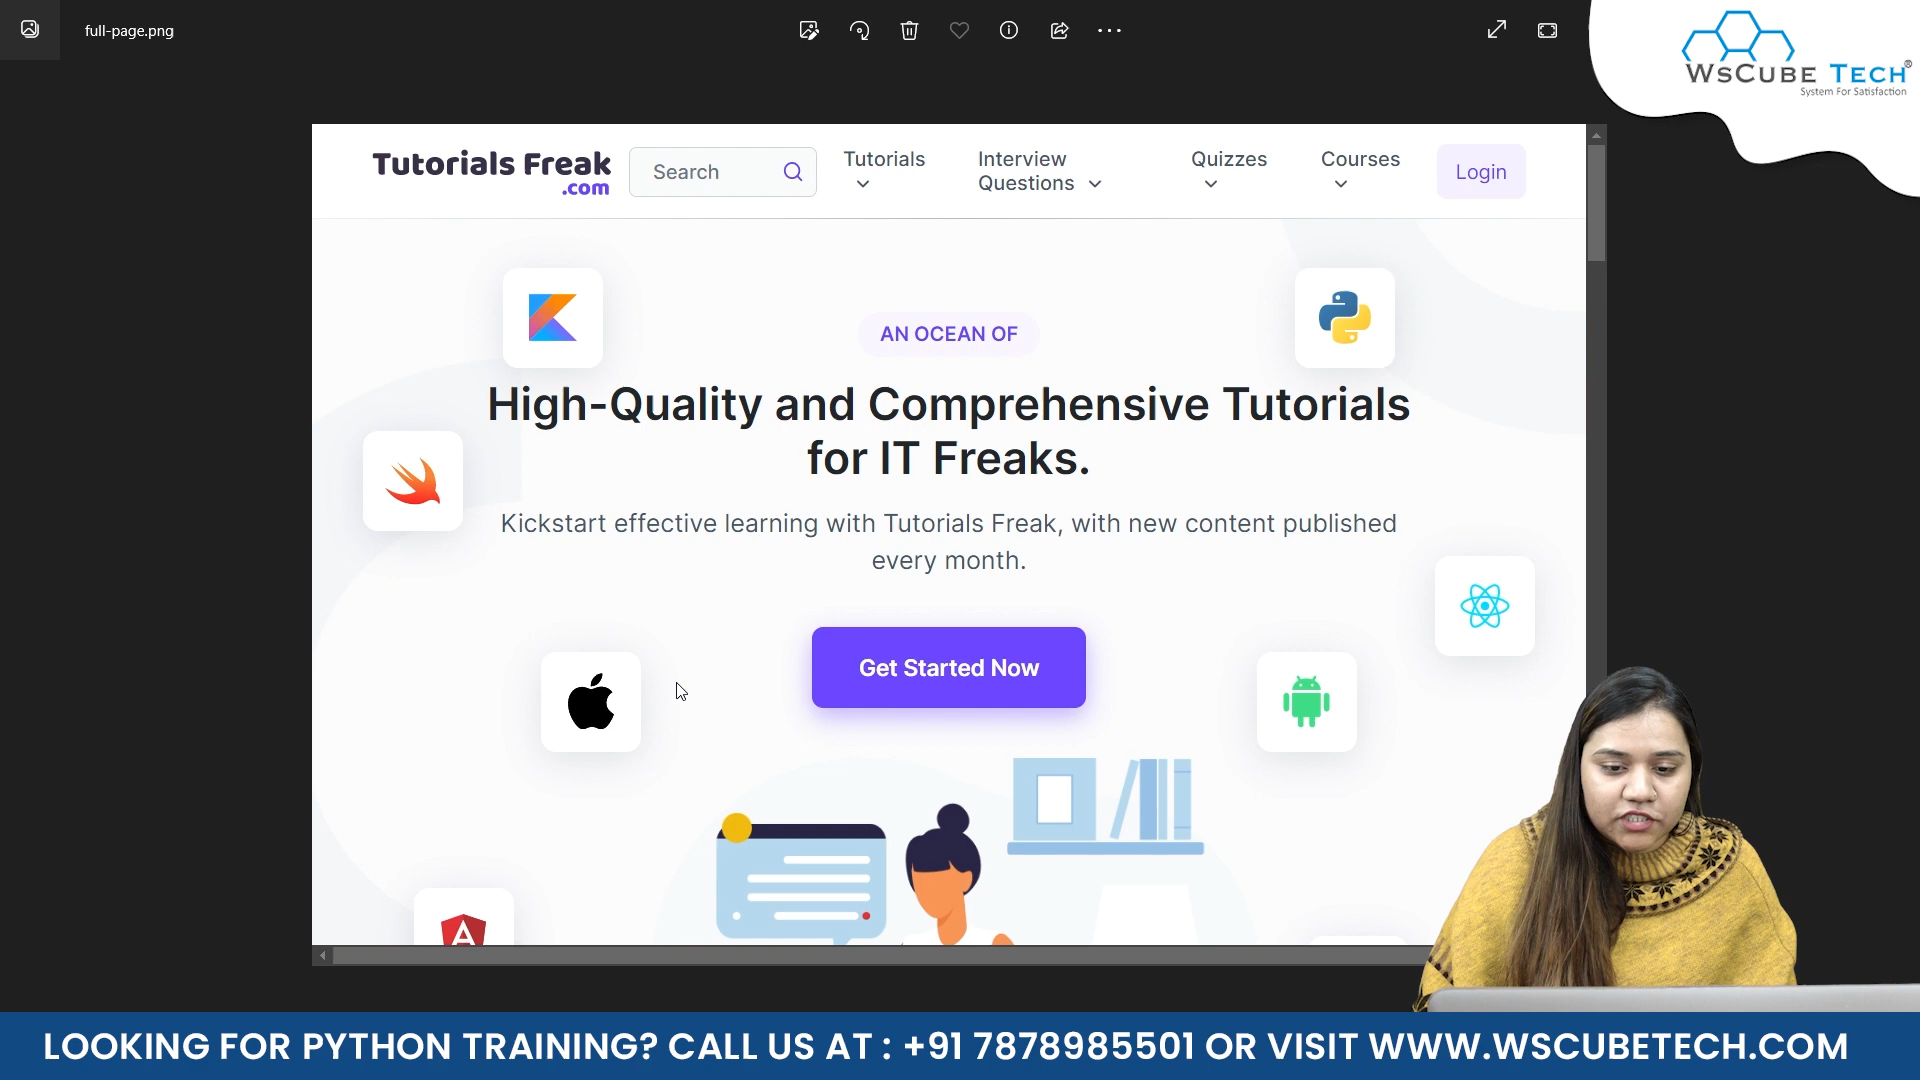 full-page.png
WsCube Tech®
System For Satisfaction
Tutorials Freak
.com
Search
Tutorials
Interview
Questions
Quizzes
Courses
Login
AN OCEAN OF
High-Quality and Comprehensive Tutorials
for IT Freaks.
Kickstart effective learning with Tutorials Freak, with new content published
every month.
Get Started Now
LOOKING FOR PYTHON TRAINING? CALL US AT : +91 7878985501 OR VISIT WWW.WSCUBETECH.COM